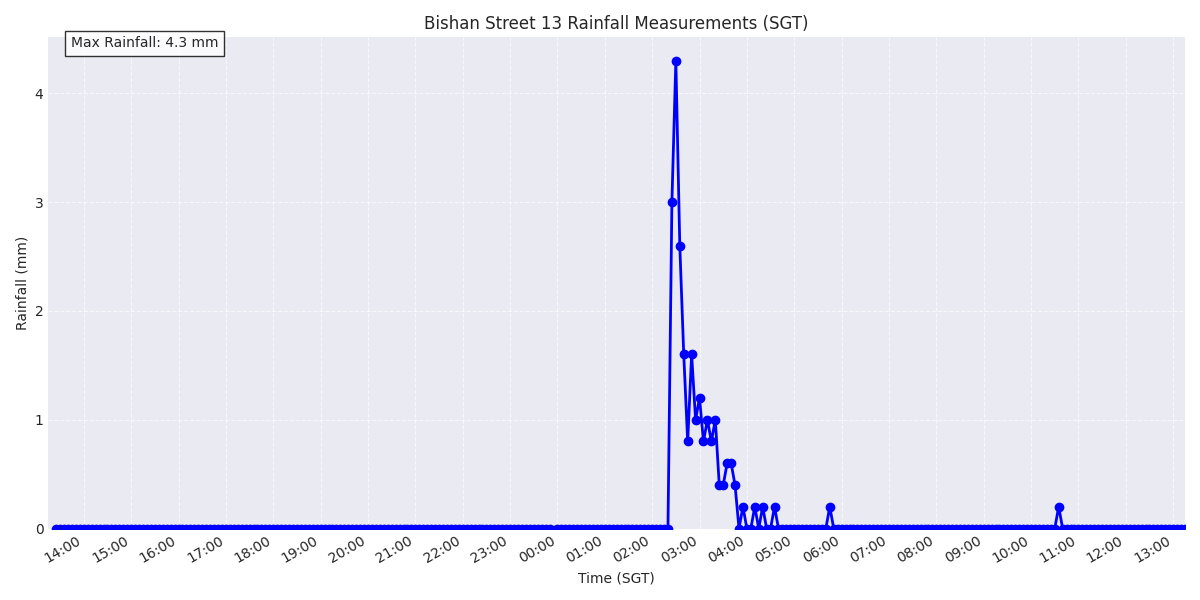 Bishan Street 13 Rainfall Measurements (SGT)
Max Rainfall: 4.3 mm
4
3
2
1
0
Rainfall (mm)
14:00 15:00 16:00 17:00 18:00 19:00 20:00 21:00 22:00 23:00 00:00 01:00 02:00 03:00 04:00 05:00 06:00 07:00 08:00 09:00 10:00 11:00 12:00 13:00
Time (SGT)